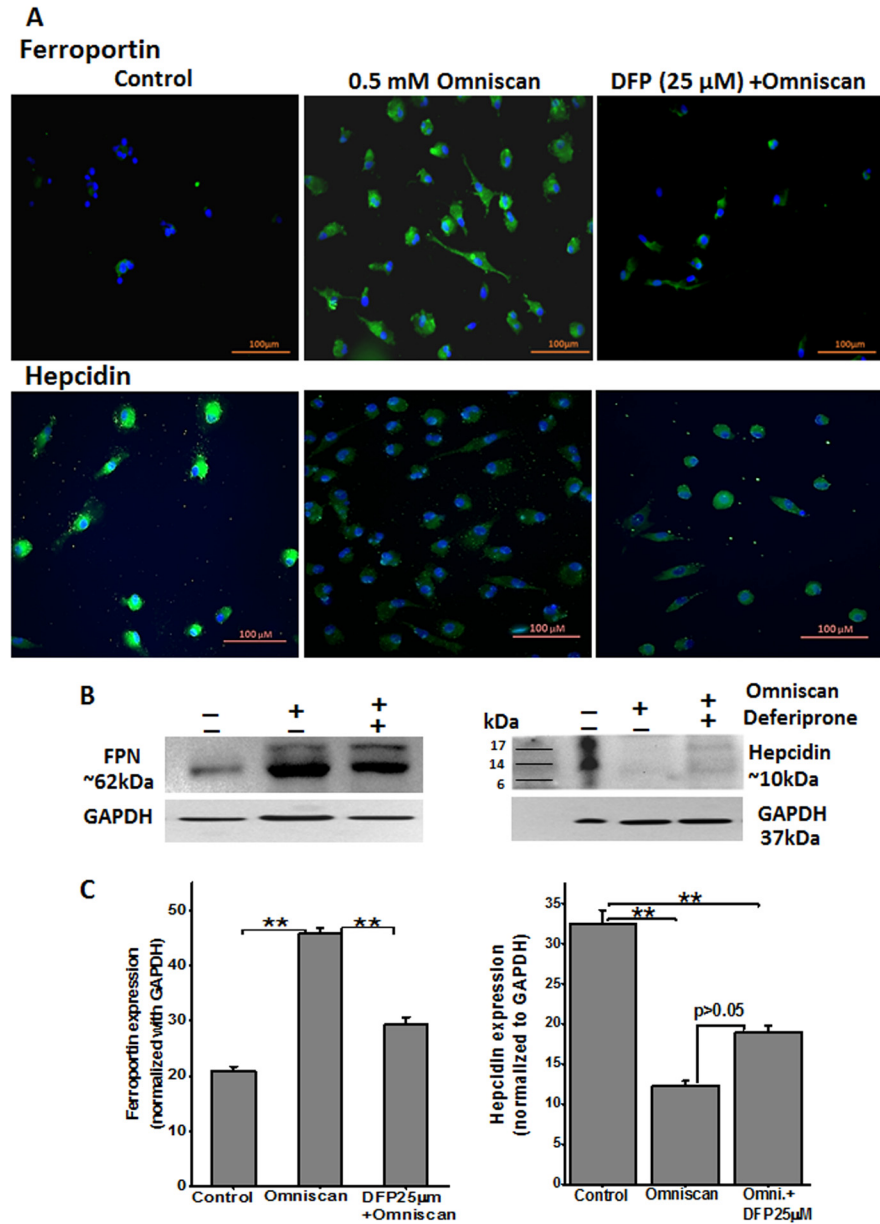 A
Ferroportin
Control
0.5 mM Omniscan
DFP (25 µM) +Omniscan
100µm
100µm
100µm
Hepcidin
100 µM
100 µM
100 µM
B
− + + Omniscan
− − + Deferiprone
FPN
~62kDa
GAPDH
kDa
17
14
6
Hepcidin
~10kDa
GAPDH
37kDa
C
Ferroportin expression
(normalized with GAPDH)
50
40
30
20
10
0
** **
Control Omniscan DFP25µm
+Omniscan
Hepcidin expression
(normalized to GAPDH)
35
30
25
20
15
10
5
0
**
**
p>0.05
Control Omniscan Omni.+
DFP25µM